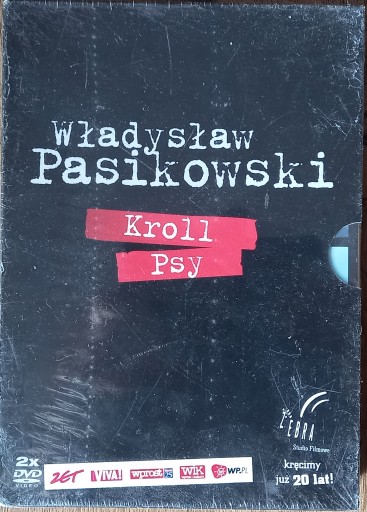 Władysław
Pasikowski
Kroll
Psy
ZEBRA
Studio Filmowe
kręcimy
już 20 lat!
2x
DVD
VIDEO
ZET
VIVA!
wprost
WIK
WP.PL